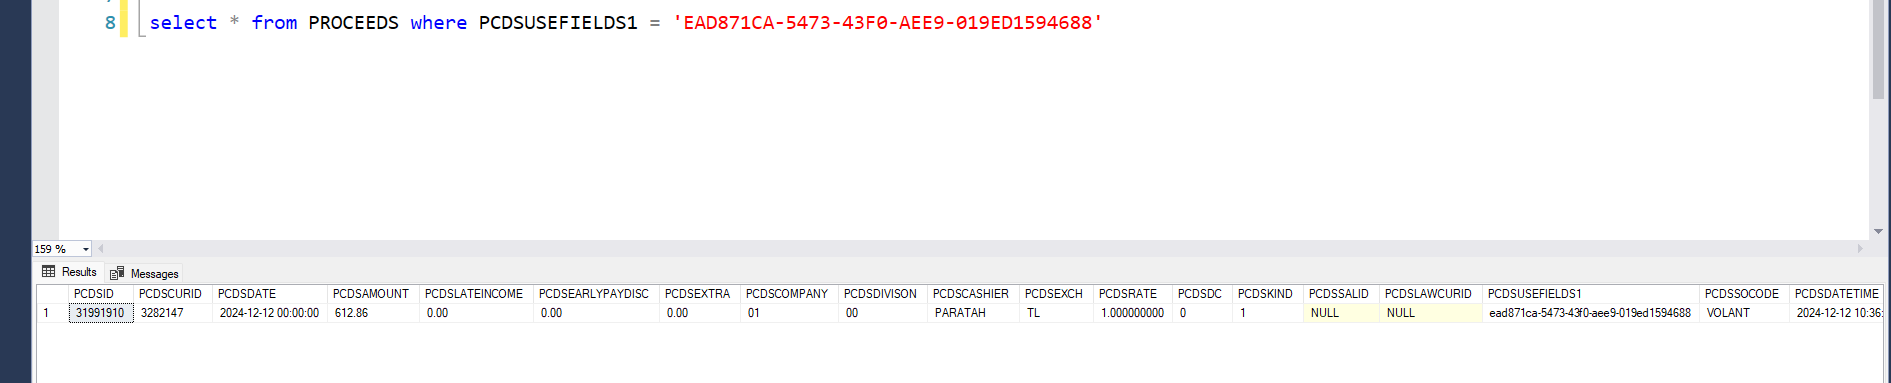 8 select * from PROCEEDS where PCDSUSEFIELDS1 = 'EAD871CA-5473-43F0-AEE9-019ED1594688'
159 %
Results Messages
PCDSID PCDSCURID PCDSDATE PCDSAMOUNT PCDSLATEINCOME PCDSEARLYPAYDISC PCDSEXTRA PCDSCOMPANY PCDSDIVISON PCDSCASHIER PCDSEXCH PCDSRATE PCDSDC PCDSKIND PCDSSALID PCDSLAWCURID PCDSUSEFIELDS1 PCDSSOCODE PCDSDATETIME
1 31991910 3282147 2024-12-12 00:00:00 612.86 0.00 0.00 0.00 01 00 PARATAH TL 1.000000000 0 1 NULL NULL ead871ca-5473-43f0-aee9-019ed1594688 VOLANT 2024-12-12 10:36: